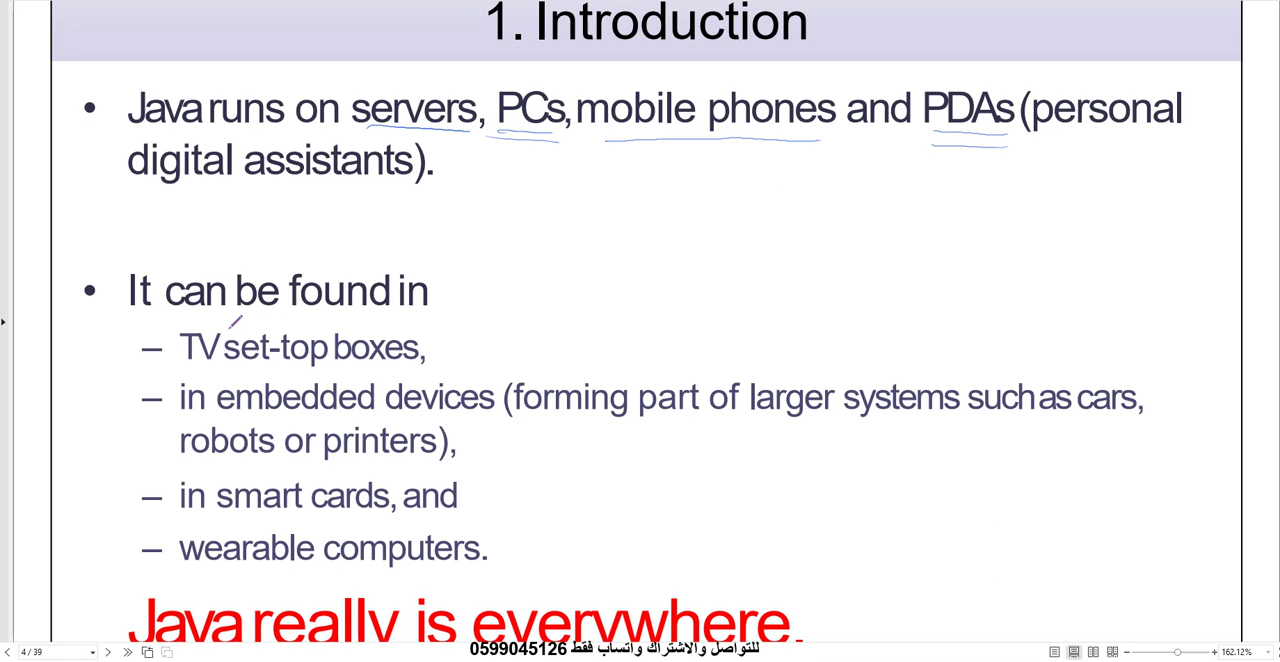 1. Introduction
• Java runs on servers, PCs, mobile phones and PDAs (personal
digital assistants).
• It can be found in
– TV set-top boxes,
– in embedded devices (forming part of larger systems such as cars,
robots or printers),
– in smart cards, and
– wearable computers.
Java really is everywhere.
للتواصل والاشتراك واتساب فقط 0599045126
4 / 39
162.12%